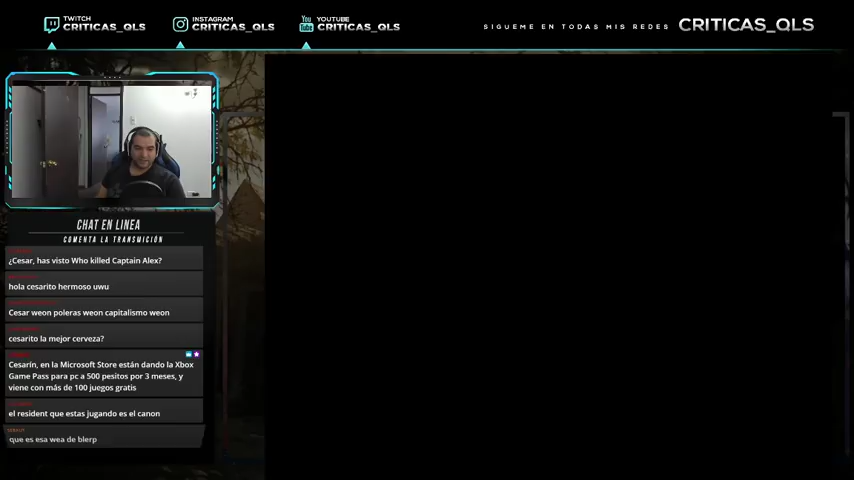 TWITCH
CRITICAS_QLS
INSTAGRAM
CRITICAS_QLS
You
Tube
YOUTUBE
CRITICAS_QLS
SIGUEME EN TODAS MIS REDES
CRITICAS_QLS
CHAT EN LINEA
COMENTA LA TRANSMICIÓN
¿Cesar, has visto Who killed Captain Alex?
hola cesarito hermoso uwu
Cesar weon poleras weon capitalismo weon
cesarito la mejor cerveza?
Cesarín, en la Microsoft Store están dando la Xbox
Game Pass para pc a 500 pesitos por 3 meses, y
viene con más de 100 juegos gratis
el resident que estas jugando es el canon
que es esa wea de blerp